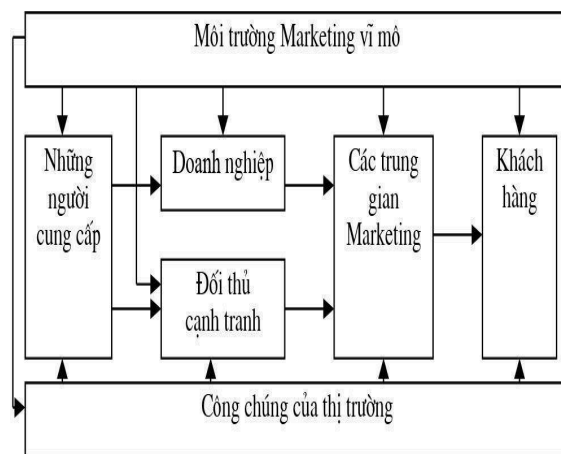 Môi trường Marketing vĩ mô
Những
người
cung cấp
Doanh nghiệp
Các trung
gian
Marketing
Khách
hàng
Đối thủ
cạnh tranh
Công chúng của thị trường